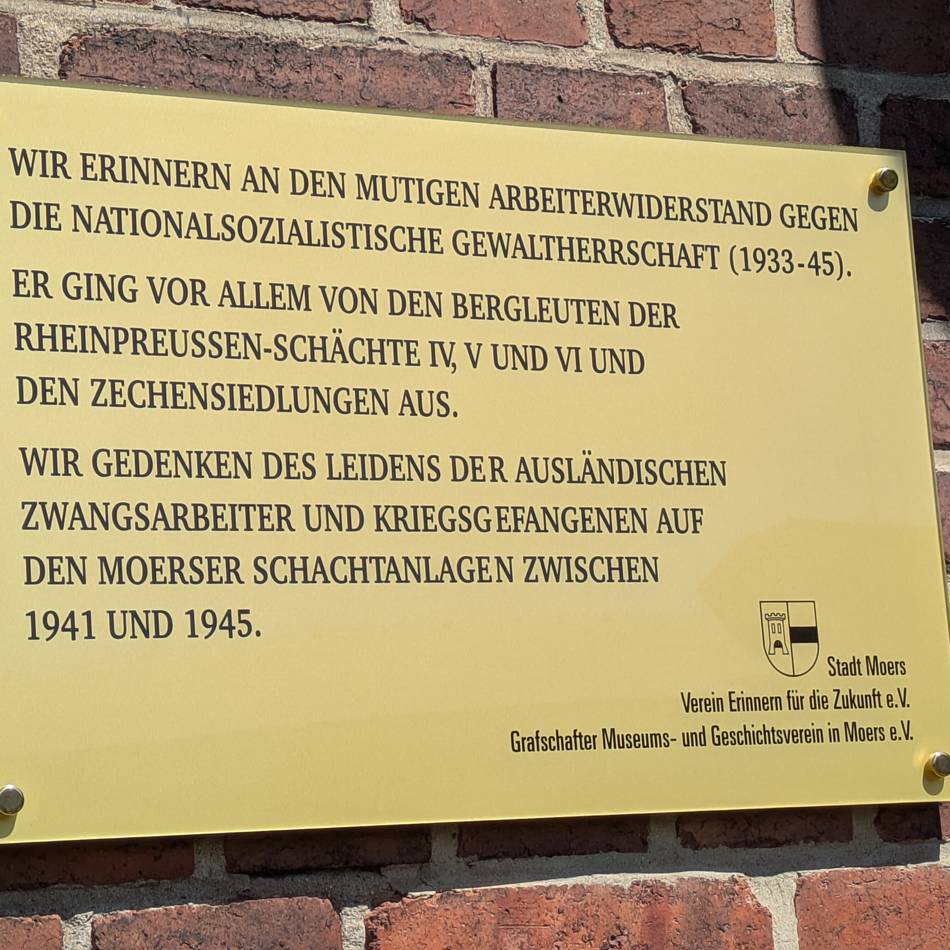 WIR ERINNERN AN DEN MUTIGEN ARBEITERWIDERSTAND GEGEN
DIE NATIONALSOZIALISTISCHE GEWALTHERRSCHAFT (1933-45).
ER GING VOR ALLEM VON DEN BERGLEUTEN DER
RHEINPREUSSEN-SCHÄCHTE IV, V UND VI UND
DEN ZECHENSIEDLUNGEN AUS.
WIR GEDENKEN DES LEIDENS DER AUSLÄNDISCHEN
ZWANGSARBEITER UND KRIEGSGEFANGENEN AUF
DEN MOERSER SCHACHTANLAGEN ZWISCHEN
1941 UND 1945.
Stadt Moers
Verein Erinnern für die Zukunft e.V.
Grafschafter Museums- und Geschichtsverein in Moers e.V.